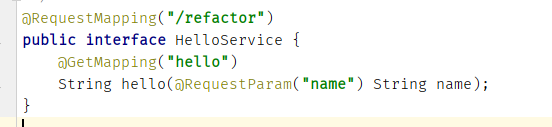 @RequestMapping("/refactor")
public interface HelloService {
    @GetMapping("hello")
    String hello(@RequestParam("name") String name);
}